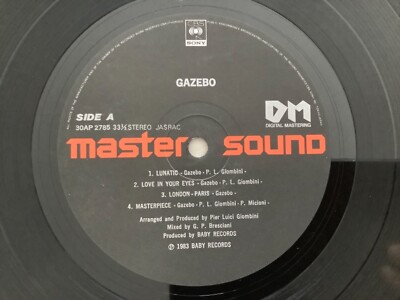 CBS
SONY
GAZEBO
SIDE A
30AP 2785 33⅓ STEREO JASRAC
DM
DIGITAL MASTERING
master sound
1. LUNATIC - Gazebo - P. L. Giombini -
2. LOVE IN YOUR EYES - Gazebo - P. L. Giombini -
3. LONDON - PARIS - Gazebo -
4. MASTERPIECE - Gazebo - P. L. Giombini - P. Micioni -
Arranged and Produced by Pier Luigi Giombini
Mixed by G. P. Bresciani
Produced by BABY RECORDS
℗ 1983 BABY RECORDS